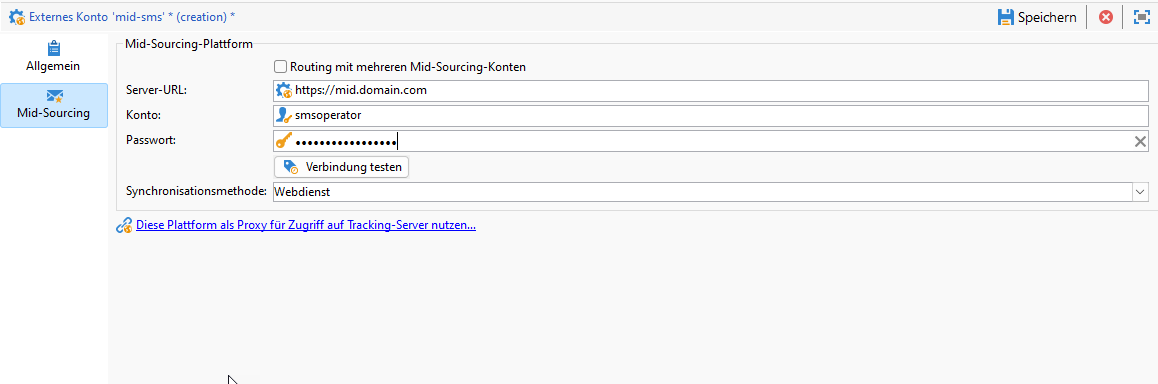 Externes Konto 'mid-sms' * (creation) *
Speichern
Allgemein
Mid-Sourcing
Mid-Sourcing-Plattform
Routing mit mehreren Mid-Sourcing-Konten
Server-URL: https://mid.domain.com
Konto: smsoperator
Passwort: •••••••••••••••••
Verbindung testen
Synchronisationsmethode: Webdienst
Diese Plattform als Proxy für Zugriff auf Tracking-Server nutzen...